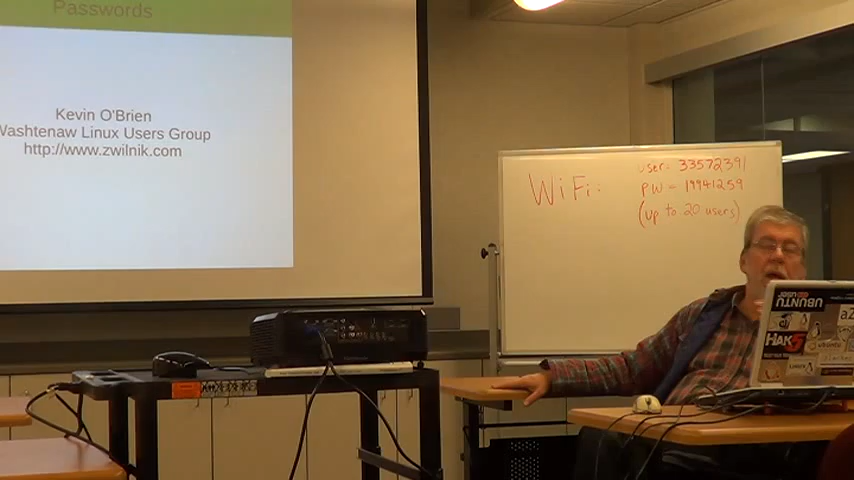 Passwords
Kevin O'Brien
Washtenaw Linux Users Group
http://www.zwilnik.com
WiFi:
user: 33572391
PW = 19941259
(up to 20 users)
UBUNTU
HAK5